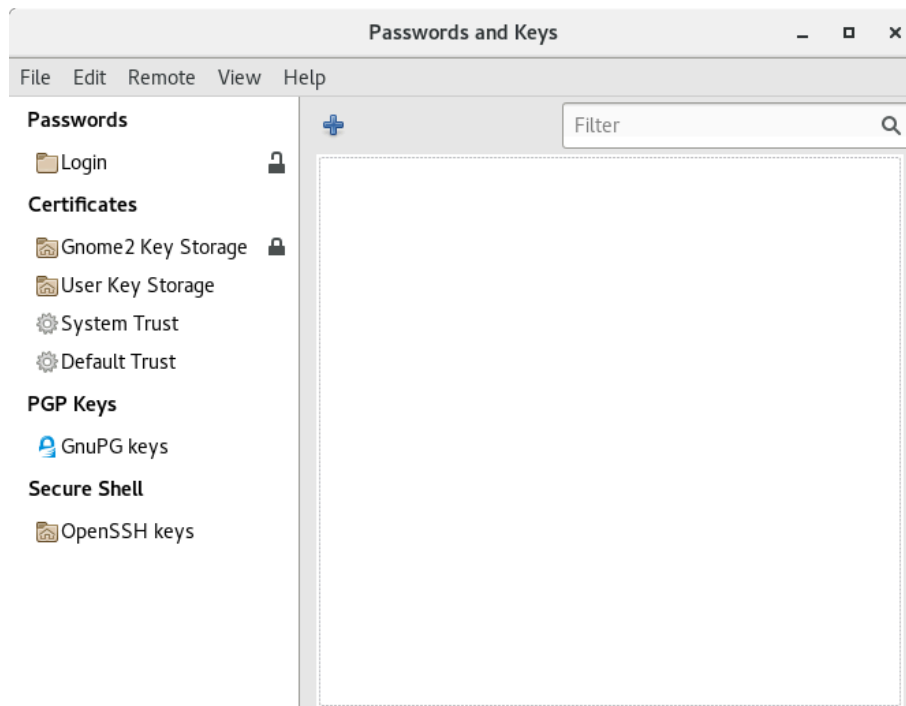 Passwords and Keys
File Edit Remote View Help
Passwords
Filter
Login
Certificates
Gnome2 Key Storage
User Key Storage
System Trust
Default Trust
PGP Keys
GnuPG keys
Secure Shell
OpenSSH keys